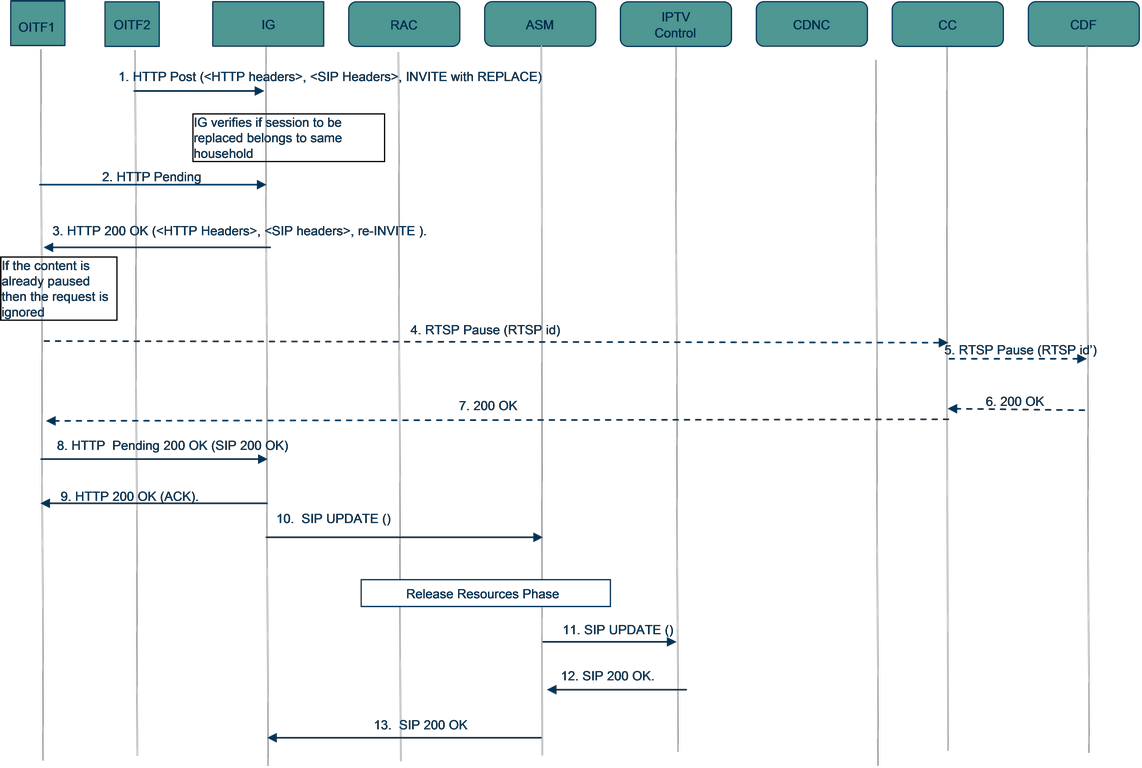 OITF1
OITF2
IG
RAC
ASM
IPTV
Control
CDNC
CC
CDF
1. HTTP Post (<HTTP headers>, <SIP Headers>, INVITE with REPLACE)
IG verifies if session to be
replaced belongs to same
household
2. HTTP Pending
3. HTTP 200 OK (<HTTP Headers>, <SIP headers>, re-INVITE ).
If the content is
already paused
then the request is
ignored
4. RTSP Pause (RTSP id)
5. RTSP Pause (RTSP id')
6. 200 OK
7. 200 OK
8. HTTP  Pending 200 OK (SIP 200 OK)
9. HTTP 200 OK (ACK).
10.  SIP UPDATE ()
Release Resources Phase
11. SIP UPDATE ()
12. SIP 200 OK.
13.  SIP 200 OK